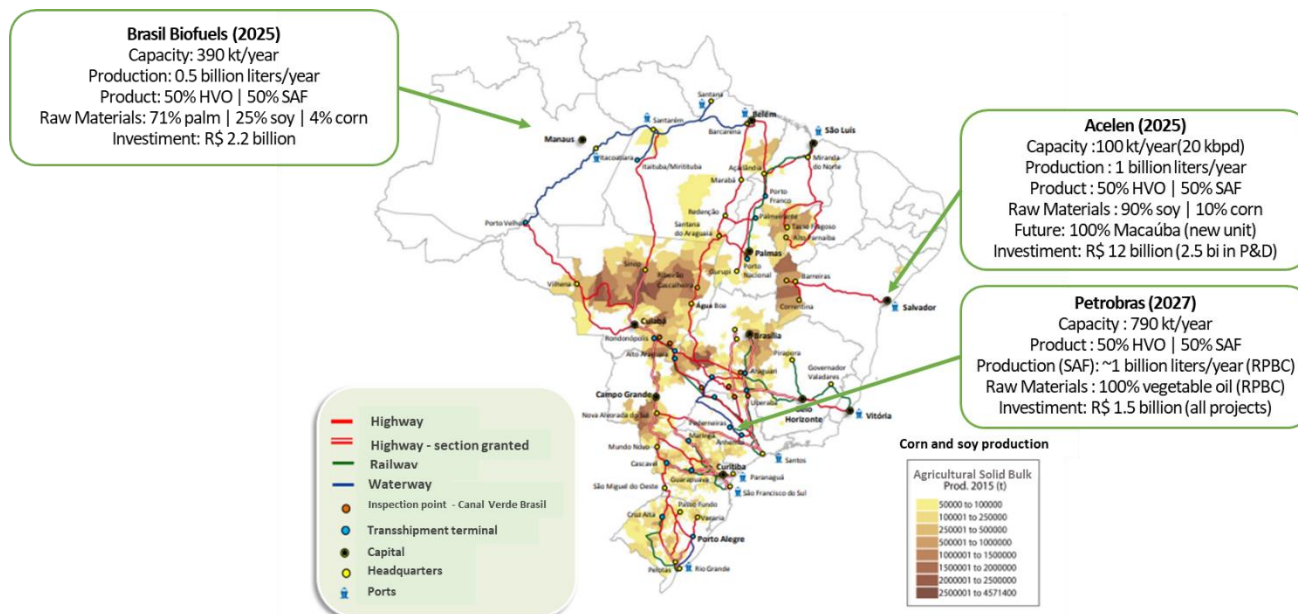 Brasil Biofuels (2025)
Capacity: 390 kt/year
Production: 0.5 billion liters/year
Product: 50% HVO | 50% SAF
Raw Materials: 71% palm | 25% soy | 4% corn
Investiment: R$ 2.2 billion
Acelen (2025)
Capacity :100 kt/year(20 kbpd)
Production : 1 billion liters/year
Product: 50% HVO | 50% SAF
Raw Materials : 90% soy | 10% corn
Future: 100% Macaúba (new unit)
Investiment: R$ 12 billion (2.5 bi in P&D)
Petrobras (2027)
Capacity : 790 kt/year
Product : 50% HVO | 50% SAF
Production (SAF): ~1 billion liters/year (RPBC)
Raw Materials : 100% vegetable oil (RPBC)
Investiment: R$ 1.5 billion (all projects)
Santana
Santarém
Belém
Barcarena
São Luís
Manaus
Itacoatiara
Itaituba/Miritituba
Açailândia
Miranda
do Norte
Marabá
Porto
Franco
Porto Velho
Redenção
Palmeirante
Santana
do Araguaia
Tasso Fragoso
Alto Parnaíba
Palmas
Sinop
Ribeirão
Cascalheira
Gurupi
Porto
Nacional
Barreiras
Vilhena
Correntina
Salvador
Água Boa
Cuiabá
Brasília
Rondonópolis
Alto Araguaia
Pirapora
Araguari
Governador
Valadares
Campo Grande
Uberaba
Belo
Horizonte
Vitória
Nova Alvorada do Sul
Pederneiras
Mundo Novo
Maringá
Anhembi
Santos
Cascavel
Curitiba
Paranaguá
Guarapuava
São Miguel do Oeste
São Francisco do Sul
Passo Fundo
Cruz Alta
Vacaria
Porto Alegre
Pelotas
Rio Grande
Highway
Highway - section granted
Railwav
Waterway
Inspection point - Canal Verde Brasil
Transshipment terminal
Capital
Headquarters
Ports
Corn and soy production
Agricultural Solid Bulk
Prod. 2015 (t)
50000 to 100000
100001 to 250000
250001 to 500000
500001 to 1000000
1000001 to 1500000
1500001 to 2000000
2000001 to 2500000
2500001 to 4571400